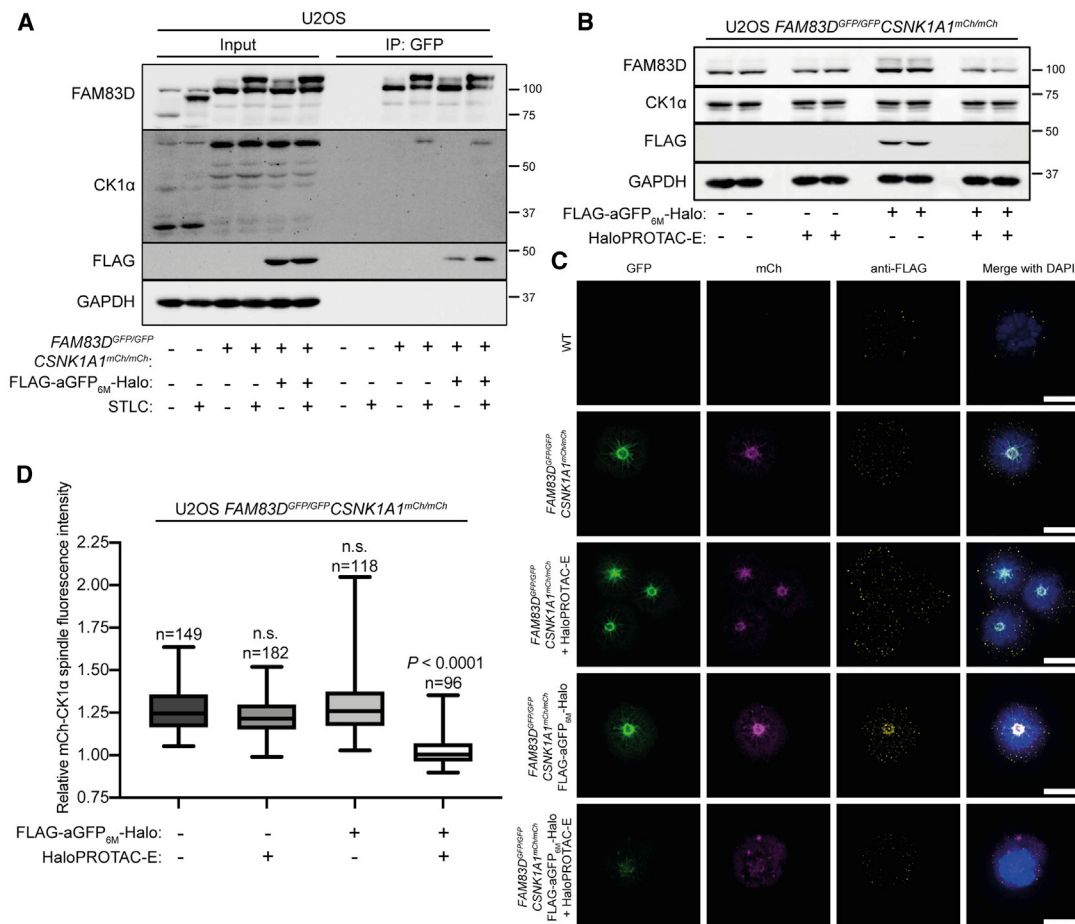 A
U2OS
Input IP: GFP
FAM83D
100
75
CK1α
50
37
FLAG
50
GAPDH
37
FAM83D^GFP/GFP
CSNK1A1^mCh/mCh:
- - + + + + - - + + + +
FLAG-aGFP6M-Halo: - - - - + + - - - - + +
STLC: - + - + - + - + - + - +
B
U2OS FAM83D^GFP/GFP CSNK1A1^mCh/mCh
FAM83D
100
CK1α
75
FLAG
50
GAPDH
37
FLAG-aGFP6M-Halo: - - - - + + + +
HaloPROTAC-E: - - + + - - + +
C
GFP mCh anti-FLAG Merge with DAPI
WT
FAM83D^GFP/GFP
CSNK1A1^mCh/mCh
FAM83D^GFP/GFP
CSNK1A1^mCh/mCh
+ HaloPROTAC-E
FAM83D^GFP/GFP
CSNK1A1^mCh/mCh
FLAG-aGFP6M-Halo
FAM83D^GFP/GFP
CSNK1A1^mCh/mCh
FLAG-aGFP6M-Halo
+ HaloPROTAC-E
D
U2OS FAM83D^GFP/GFP CSNK1A1^mCh/mCh
Relative mCh-CK1α spindle fluorescence intensity
2.25
2.00
1.75
1.50
1.25
1.00
0.75
n=149
n.s.
n=182
n.s.
n=118
P < 0.0001
n=96
FLAG-aGFP6M-Halo: - - + +
HaloPROTAC-E: - + - +